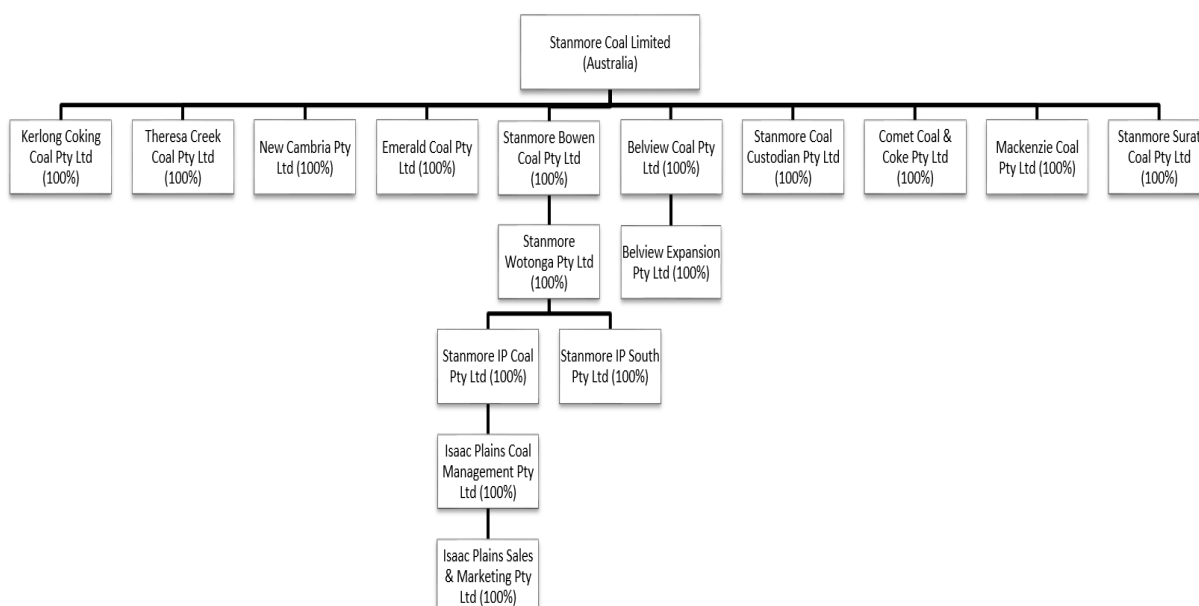 Stanmore Coal Limited
(Australia)
Kerlong Coking
Coal Pty Ltd
(100%)
Theresa Creek
Coal Pty Ltd
(100%)
New Cambria Pty
Ltd (100%)
Emerald Coal Pty
Ltd (100%)
Stanmore Bowen
Coal Pty Ltd
(100%)
Belview Coal Pty
Ltd (100%)
Stanmore Coal
Custodian Pty Ltd
(100%)
Comet Coal &
Coke Pty Ltd
(100%)
Mackenzie Coal
Pty Ltd (100%)
Stanmore Surat
Coal Pty Ltd
(100%)
Stanmore
Wotonga Pty Ltd
(100%)
Belview Expansion
Pty Ltd (100%)
Stanmore IP Coal
Pty Ltd (100%)
Stanmore IP South
Pty Ltd (100%)
Isaac Plains Coal
Management Pty
Ltd (100%)
Isaac Plains Sales
& Marketing Pty
Ltd (100%)